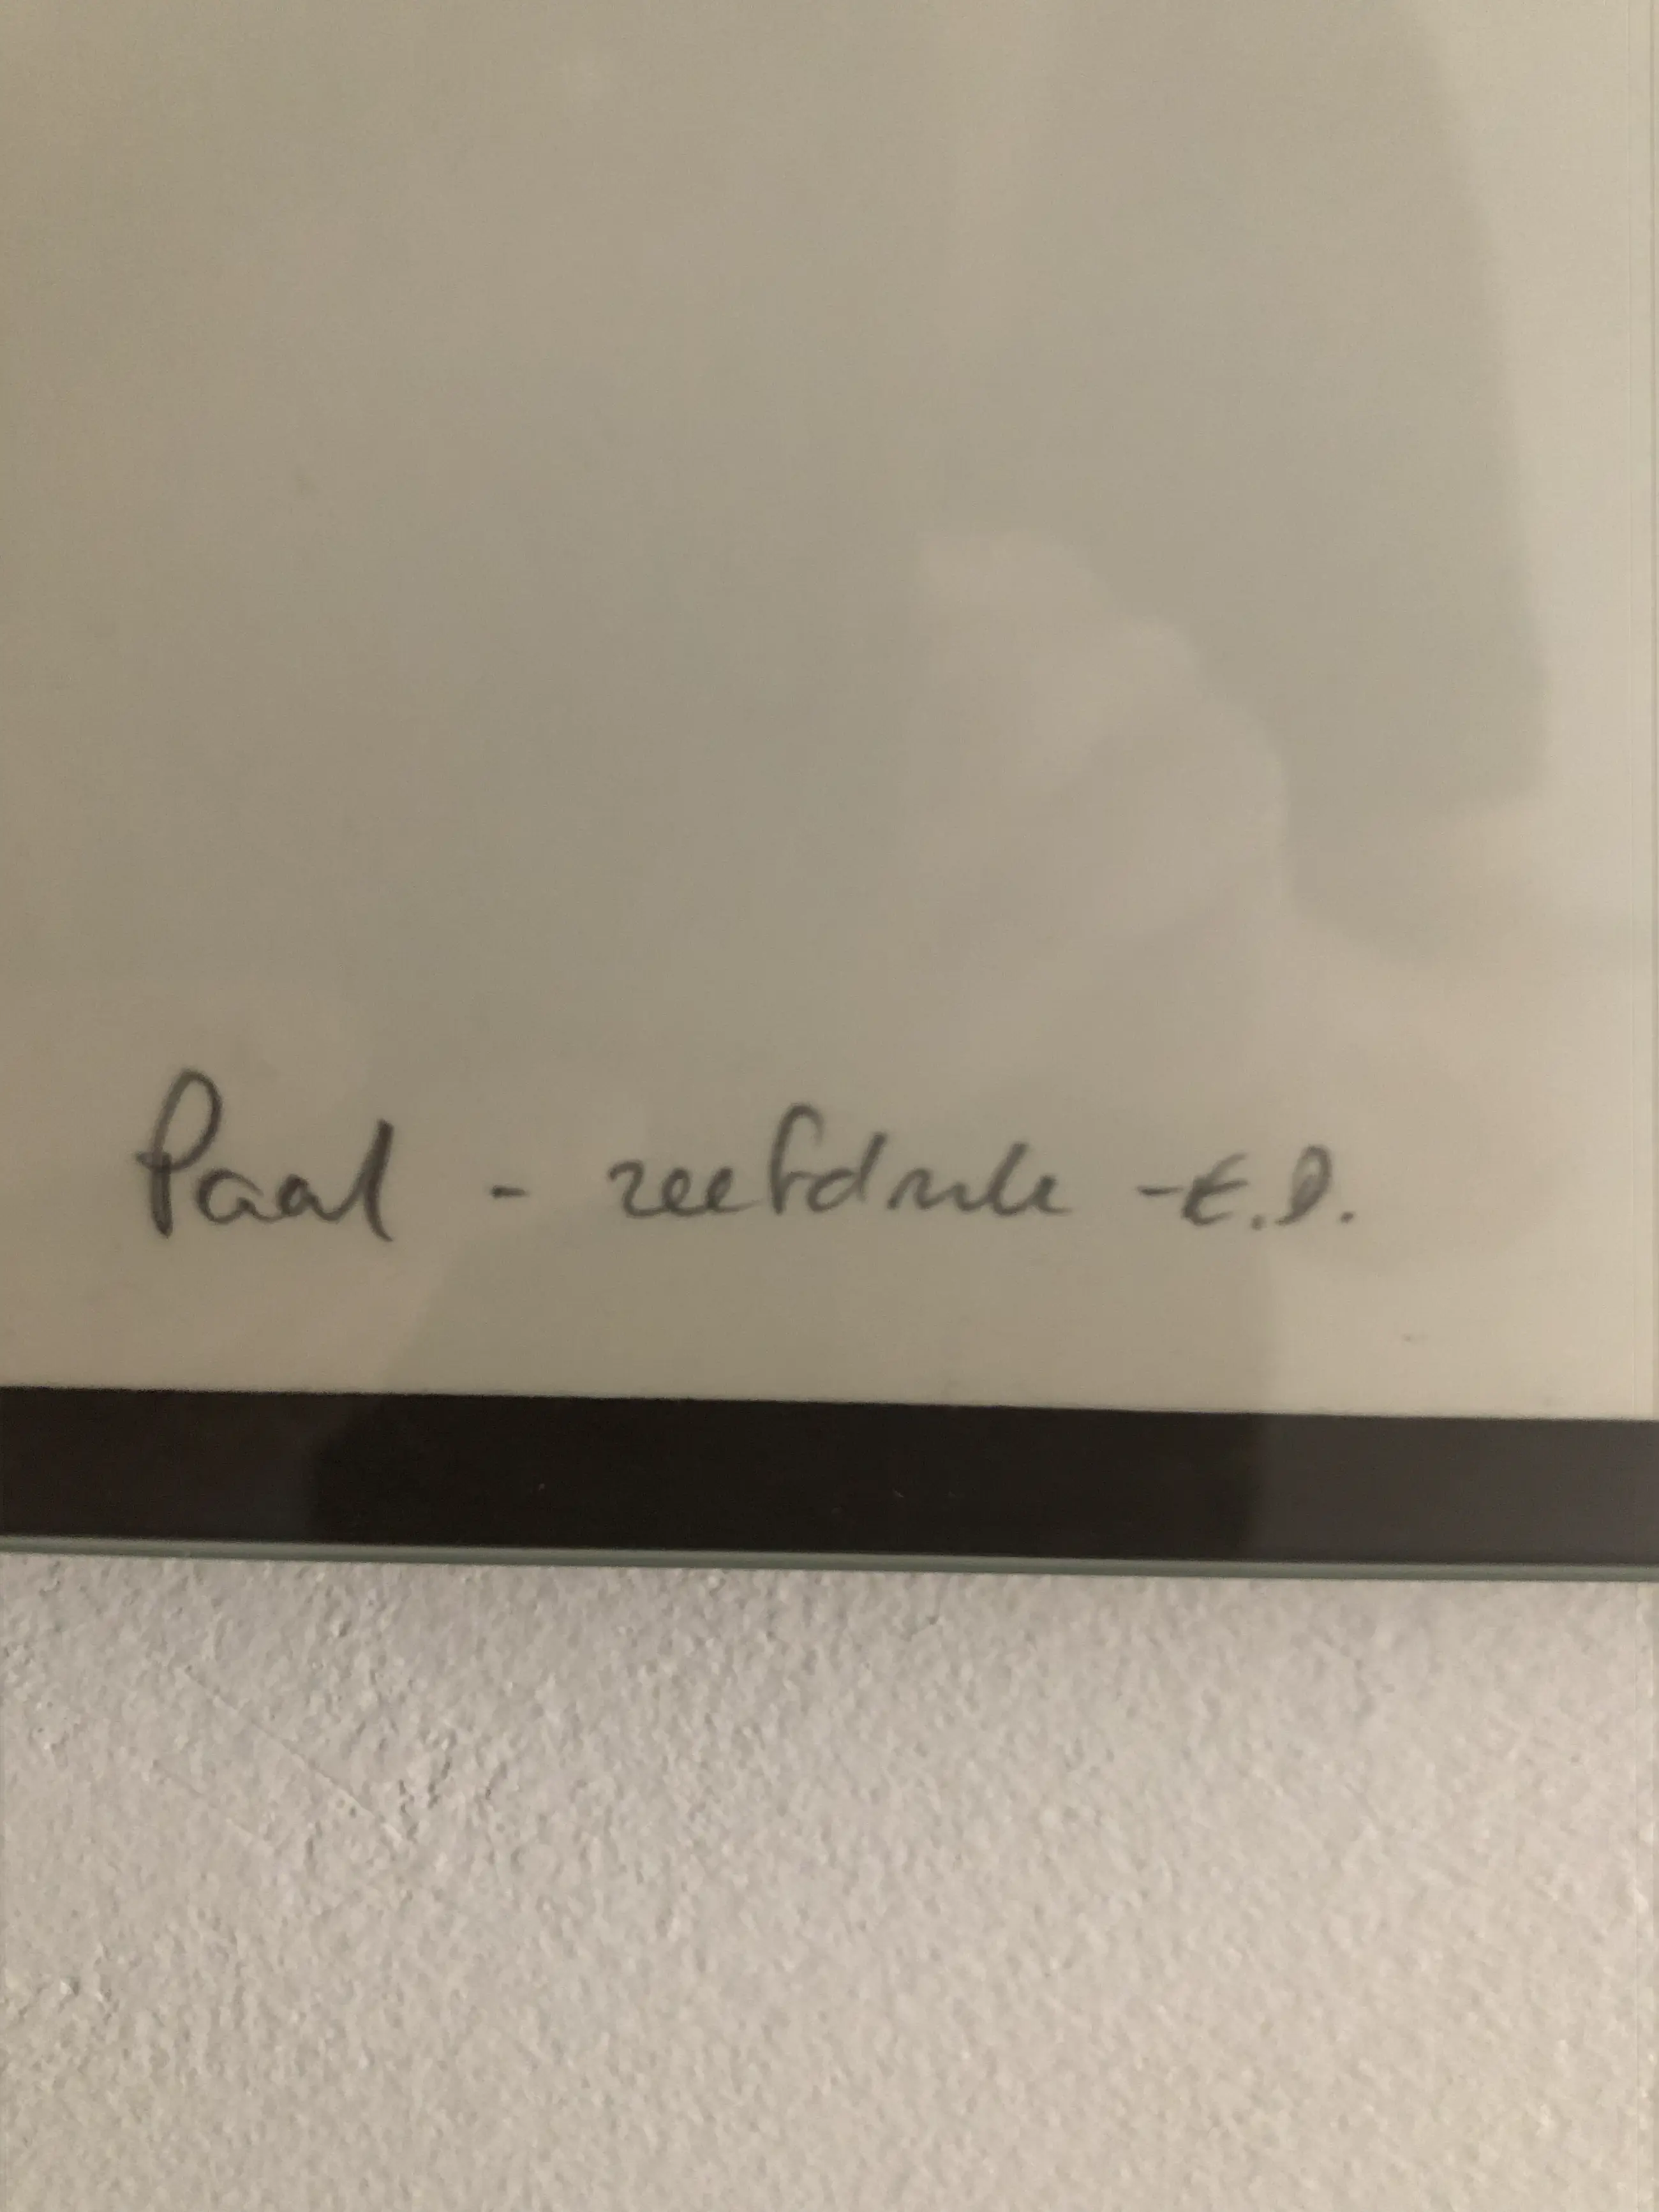 Paal - zeefdruk - E.D.